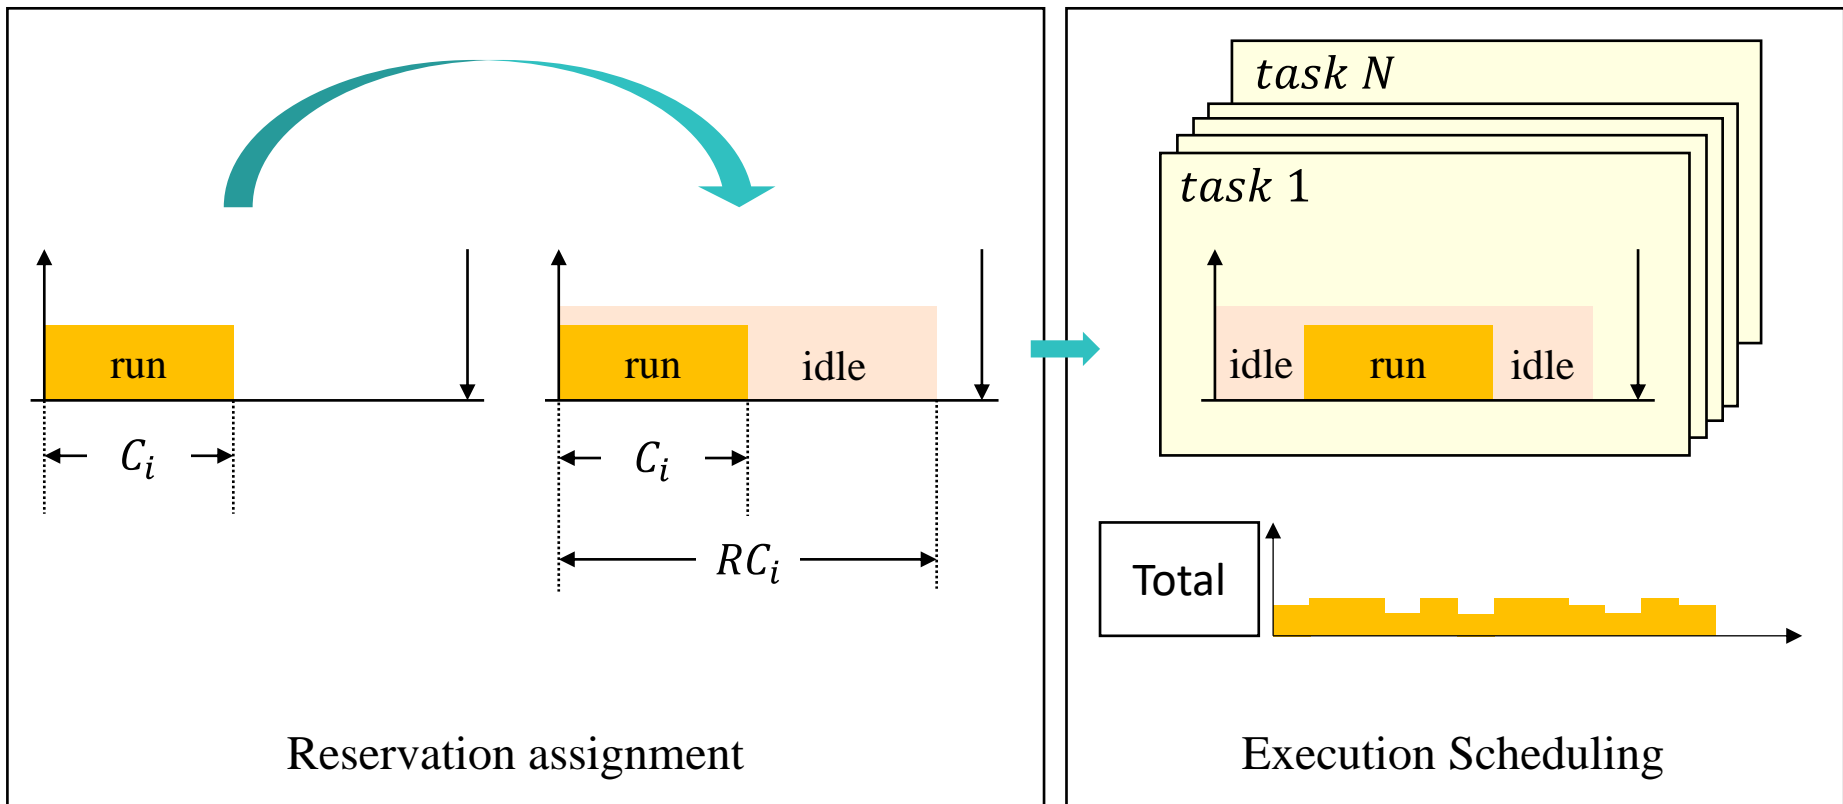 run
C_i
run idle
C_i
RC_i
Reservation assignment
task N
task 1
idle run idle
Total
Execution Scheduling